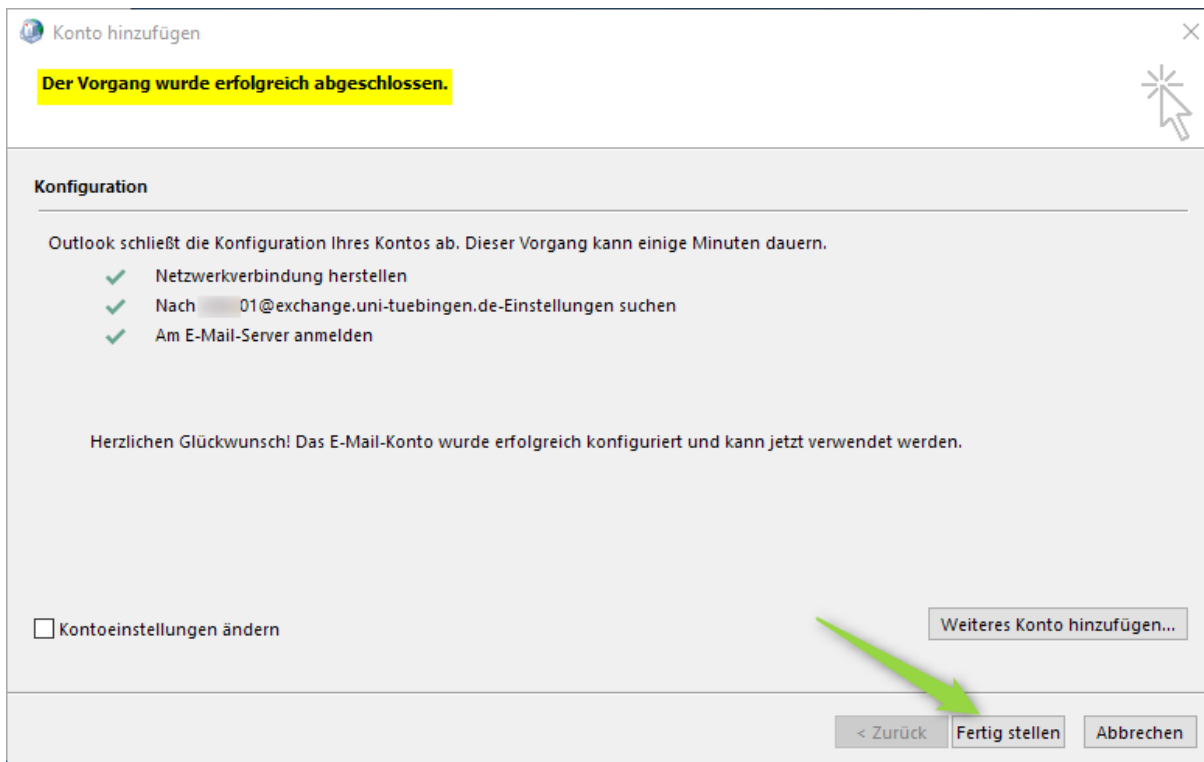 Konto hinzufügen
Der Vorgang wurde erfolgreich abgeschlossen.
Konfiguration
Outlook schließt die Konfiguration Ihres Kontos ab. Dieser Vorgang kann einige Minuten dauern.
Netzwerkverbindung herstellen
Nach 01@exchange.uni-tuebingen.de-Einstellungen suchen
Am E-Mail-Server anmelden
Herzlichen Glückwunsch! Das E-Mail-Konto wurde erfolgreich konfiguriert und kann jetzt verwendet werden.
Kontoeinstellungen ändern
Weiteres Konto hinzufügen...
< Zurück Fertig stellen Abbrechen